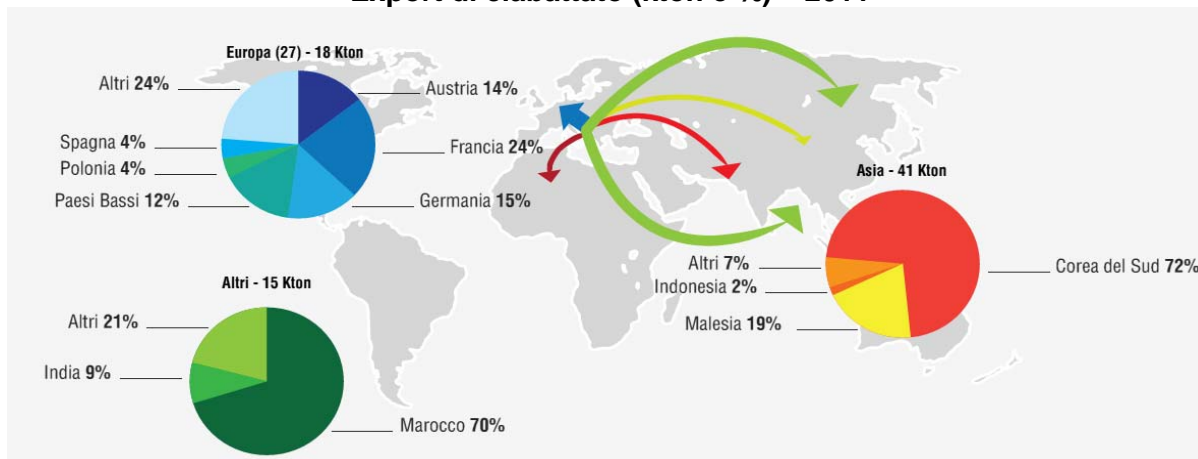 Europa (27) - 18 Kton
Altri 24%
Austria 14%
Spagna 4%
Francia 24%
Polonia 4%
Paesi Bassi 12%
Germania 15%
Asia - 41 Kton
Altri 7%
Corea del Sud 72%
Indonesia 2%
Malesia 19%
Altri - 15 Kton
Altri 21%
India 9%
Marocco 70%